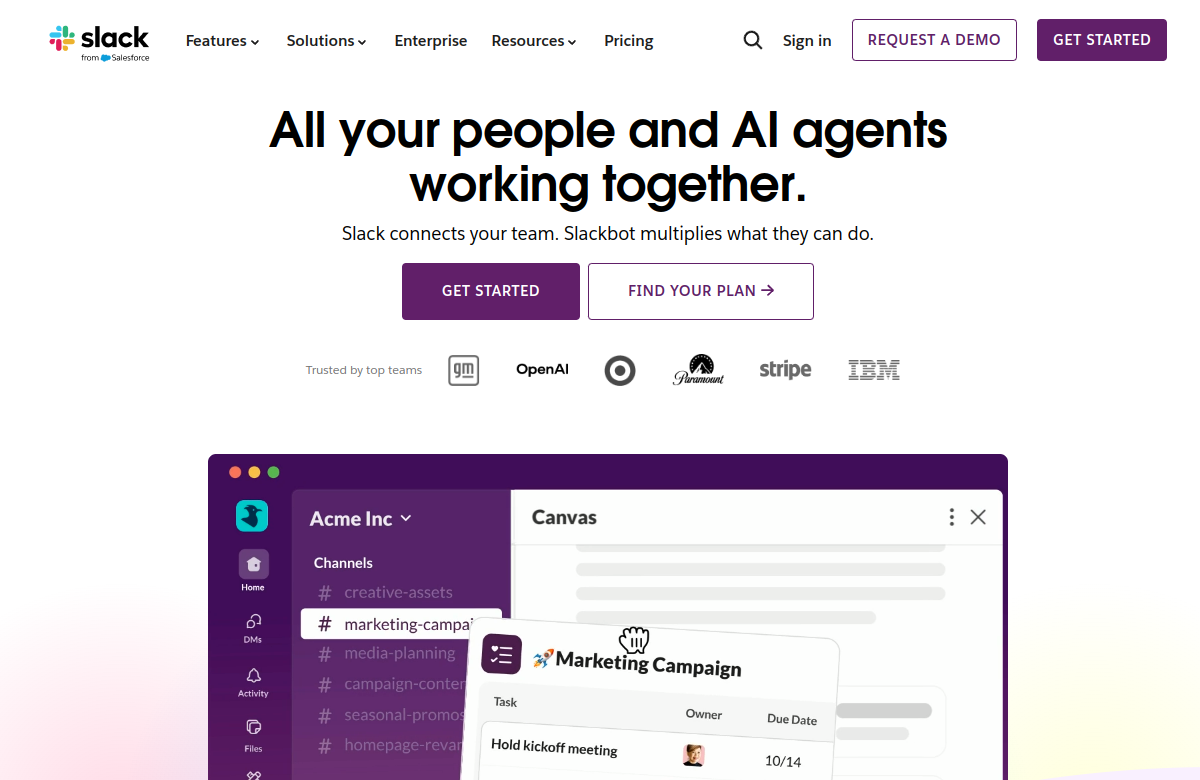 slack
from Salesforce
Features
Solutions
Enterprise
Resources
Pricing
Sign in
REQUEST A DEMO
GET STARTED
All your people and AI agents
working together.
Slack connects your team. Slackbot multiplies what they can do.
GET STARTED
FIND YOUR PLAN →
Trusted by top teams
gm
OpenAI
Paramount
stripe
IBM
Acme Inc
Channels
# creative-assets
# marketing-campai
# media-planning
# campaign-conten
# seasonal-promos
# homepage-revam
Home
DMs
Activity
Files
Canvas
🚀 Marketing Campaign
Task
Owner
Due Date
Hold kickoff meeting
10/14